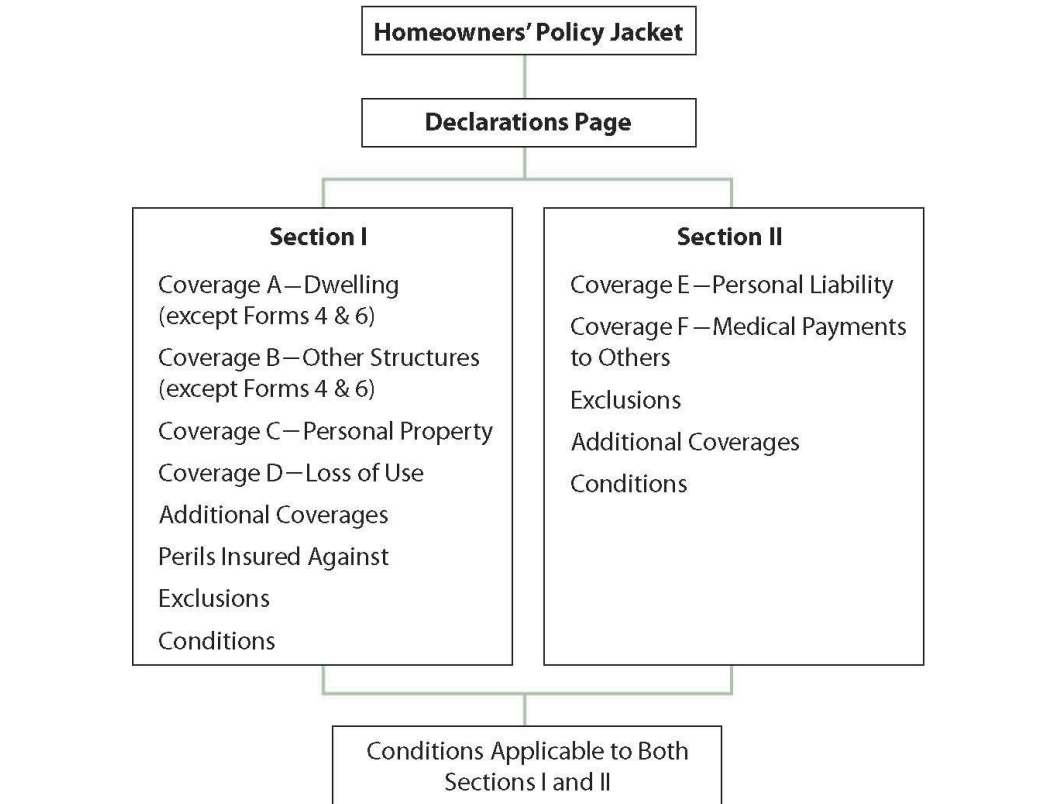 Homeowners’ Policy Jacket
Declarations Page
Section I
Coverage A—Dwelling
(except Forms 4 & 6)
Coverage B—Other Structures
(except Forms 4 & 6)
Coverage C—Personal Property
Coverage D—Loss of Use
Additional Coverages
Perils Insured Against
Exclusions
Conditions
Section II
Coverage E—Personal Liability
Coverage F—Medical Payments
to Others
Exclusions
Additional Coverages
Conditions
Conditions Applicable to Both
Sections I and II